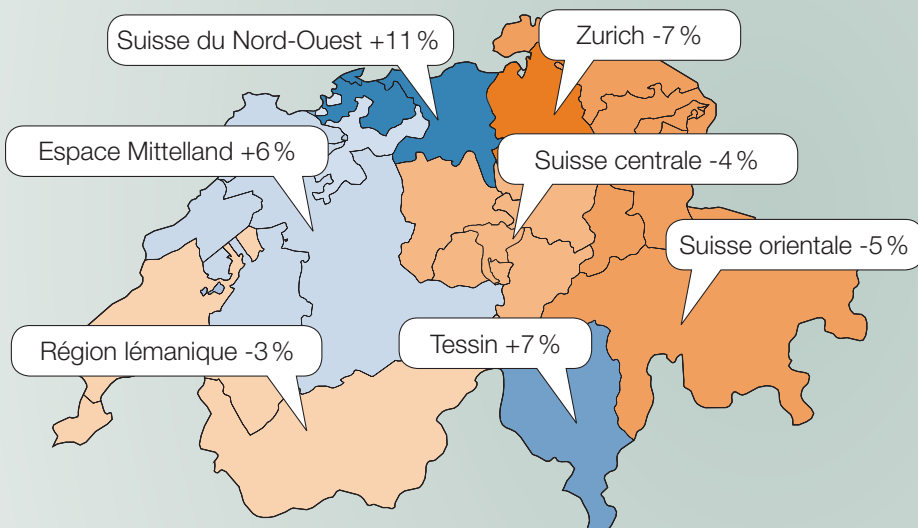 Suisse du Nord-Ouest +11 %
Zurich -7 %
Espace Mittelland +6 %
Suisse centrale -4 %
Suisse orientale -5 %
Région lémanique -3 %
Tessin +7 %